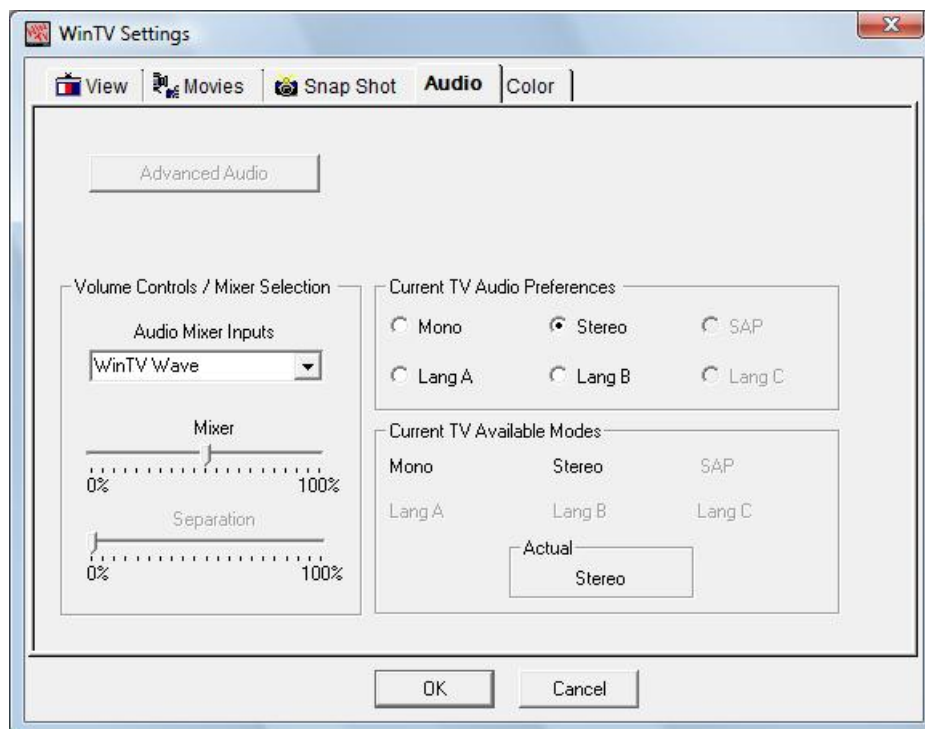 WinTV Settings
View Movies Snap Shot Audio Color
Advanced Audio
Volume Controls / Mixer Selection
Audio Mixer Inputs
WinTV Wave
Mixer
0% 100%
Separation
0% 100%
Current TV Audio Preferences
Mono Stereo SAP
Lang A Lang B Lang C
Current TV Available Modes
Mono Stereo SAP
Lang A Lang B Lang C
Actual
Stereo
OK Cancel